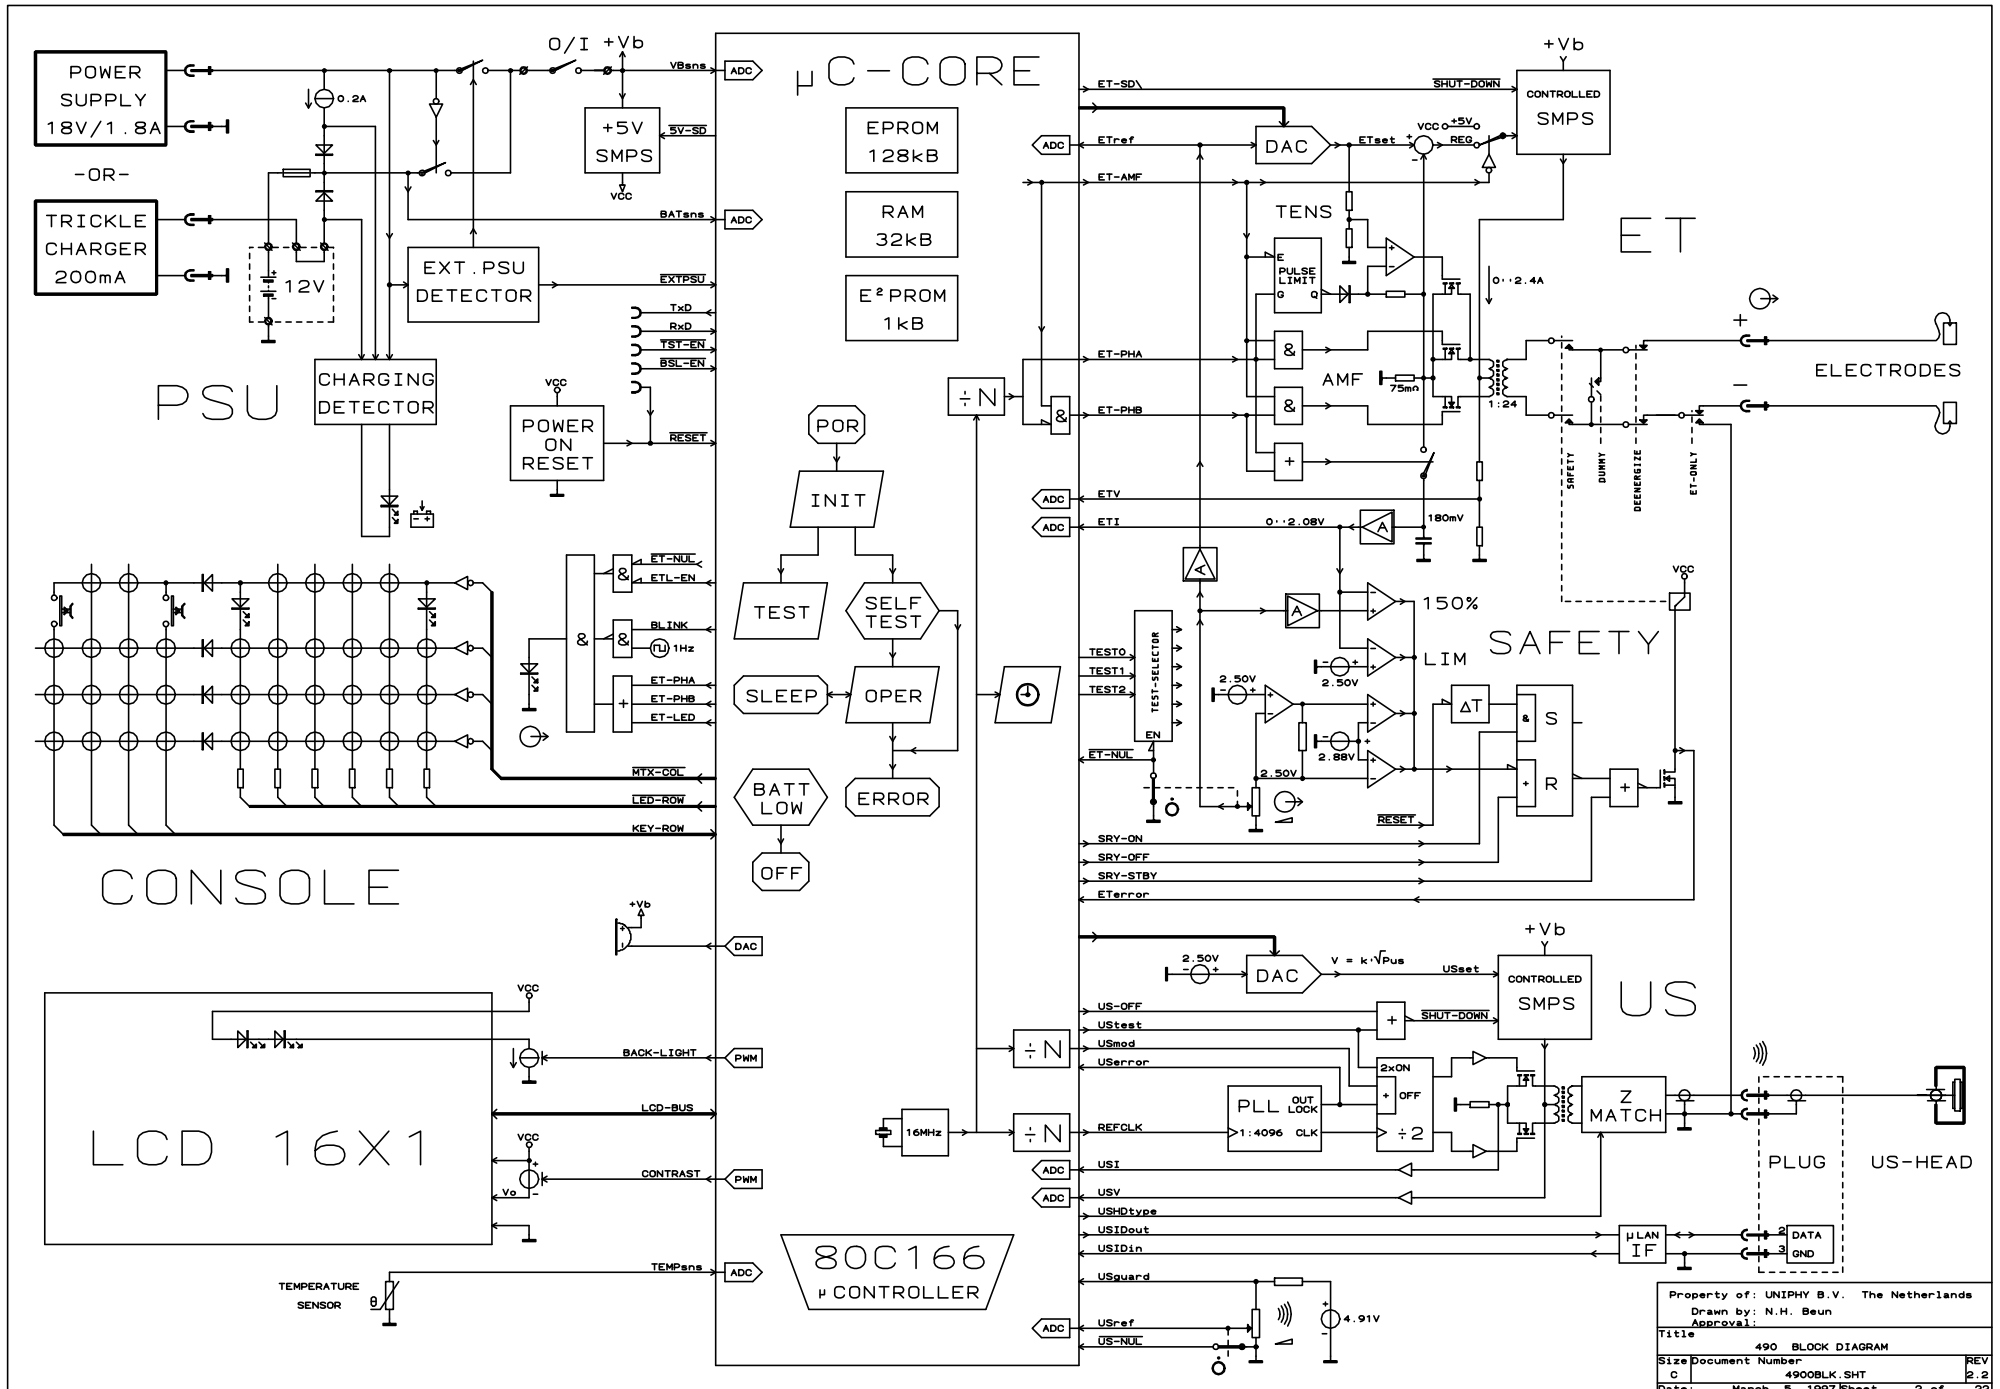 POWER
SUPPLY
18V/1.8A
-OR-
TRICKLE
CHARGER
200mA
0.2A
12V
O/I
+Vb
+5V
SMPS
VCC
EXT.PSU
DETECTOR
CHARGING
DETECTOR
PSU
VCC
POWER
ON
RESET
VBsns
5V-SD
BATsns
EXTPSU
TxD
RxD
TST-EN
BSL-EN
RESET
ADC
ADC
µC-CORE
EPROM
128kB
RAM
32kB
E²PROM
1kB
÷N
&
POR
INIT
TEST
SELF
TEST
SLEEP
OPER
ERROR
BATT
LOW
OFF
ET-NUL
ETL-EN
BLINK
1Hz
ET-PHA
ET-PHB
ET-LED
&
&
&
+
MTX-COL
LED-ROW
KEY-ROW
CONSOLE
+Vb
DAC
VCC
BACK-LIGHT
PWM
LCD-BUS
LCD 16X1
VCC
CONTRAST
PWM
Vo
TEMPERATURE
SENSOR
θ
TEMPsns
ADC
16MHz
÷N
÷N
80C166
µCONTROLLER
ET-SD\
SHUT-DOWN
+Vb
CONTROLLED
SMPS
ADC
ETref
DAC
ETset
VCC
+5V
REG
ET-AMF
TENS
E
PULSE
LIMIT
G
Q
0··2.4A
ET
&
&
+
AMF
75mΩ
1:24
ET-PHA
ET-PHB
+
-
ELECTRODES
SAFETY
DUMMY
DEENERGIZE
ET-ONLY
ADC
ETV
ADC
ETI
0··2.08V
A
180mV
A
A
150%
LIM
2.50V
2.50V
2.88V
2.50V
SAFETY
VCC
TEST0
TEST1
TEST2
TEST-SELECTOR
EN
ET-NUL
ΔT
&
S
+
R
+
RESET
SRY-ON
SRY-OFF
SRY-STBY
ETerror
2.50V
DAC
V = k·√Pus
USset
+Vb
CONTROLLED
SMPS
US
US-OFF
UStest
USmod
USerror
+
SHUT-DOWN
2xON
+
OFF
PLL
OUT
LOCK
1:4096
CLK
÷2
REFCLK
Z
MATCH
PLUG
US-HEAD
ADC
USI
ADC
USV
USHDtype
USIDout
USIDin
µLAN
IF
2
DATA
3
GND
USguard
4.91V
ADC
USref
US-NUL
Property of: UNIPHY B.V. The Netherlands
Drawn by: N.H. Beun
Approval:
Title
490 BLOCK DIAGRAM
Size
Document Number
REV
C
4900BLK.SHT
2.2
Date: March 5, 1997
Sheet 2 of 22